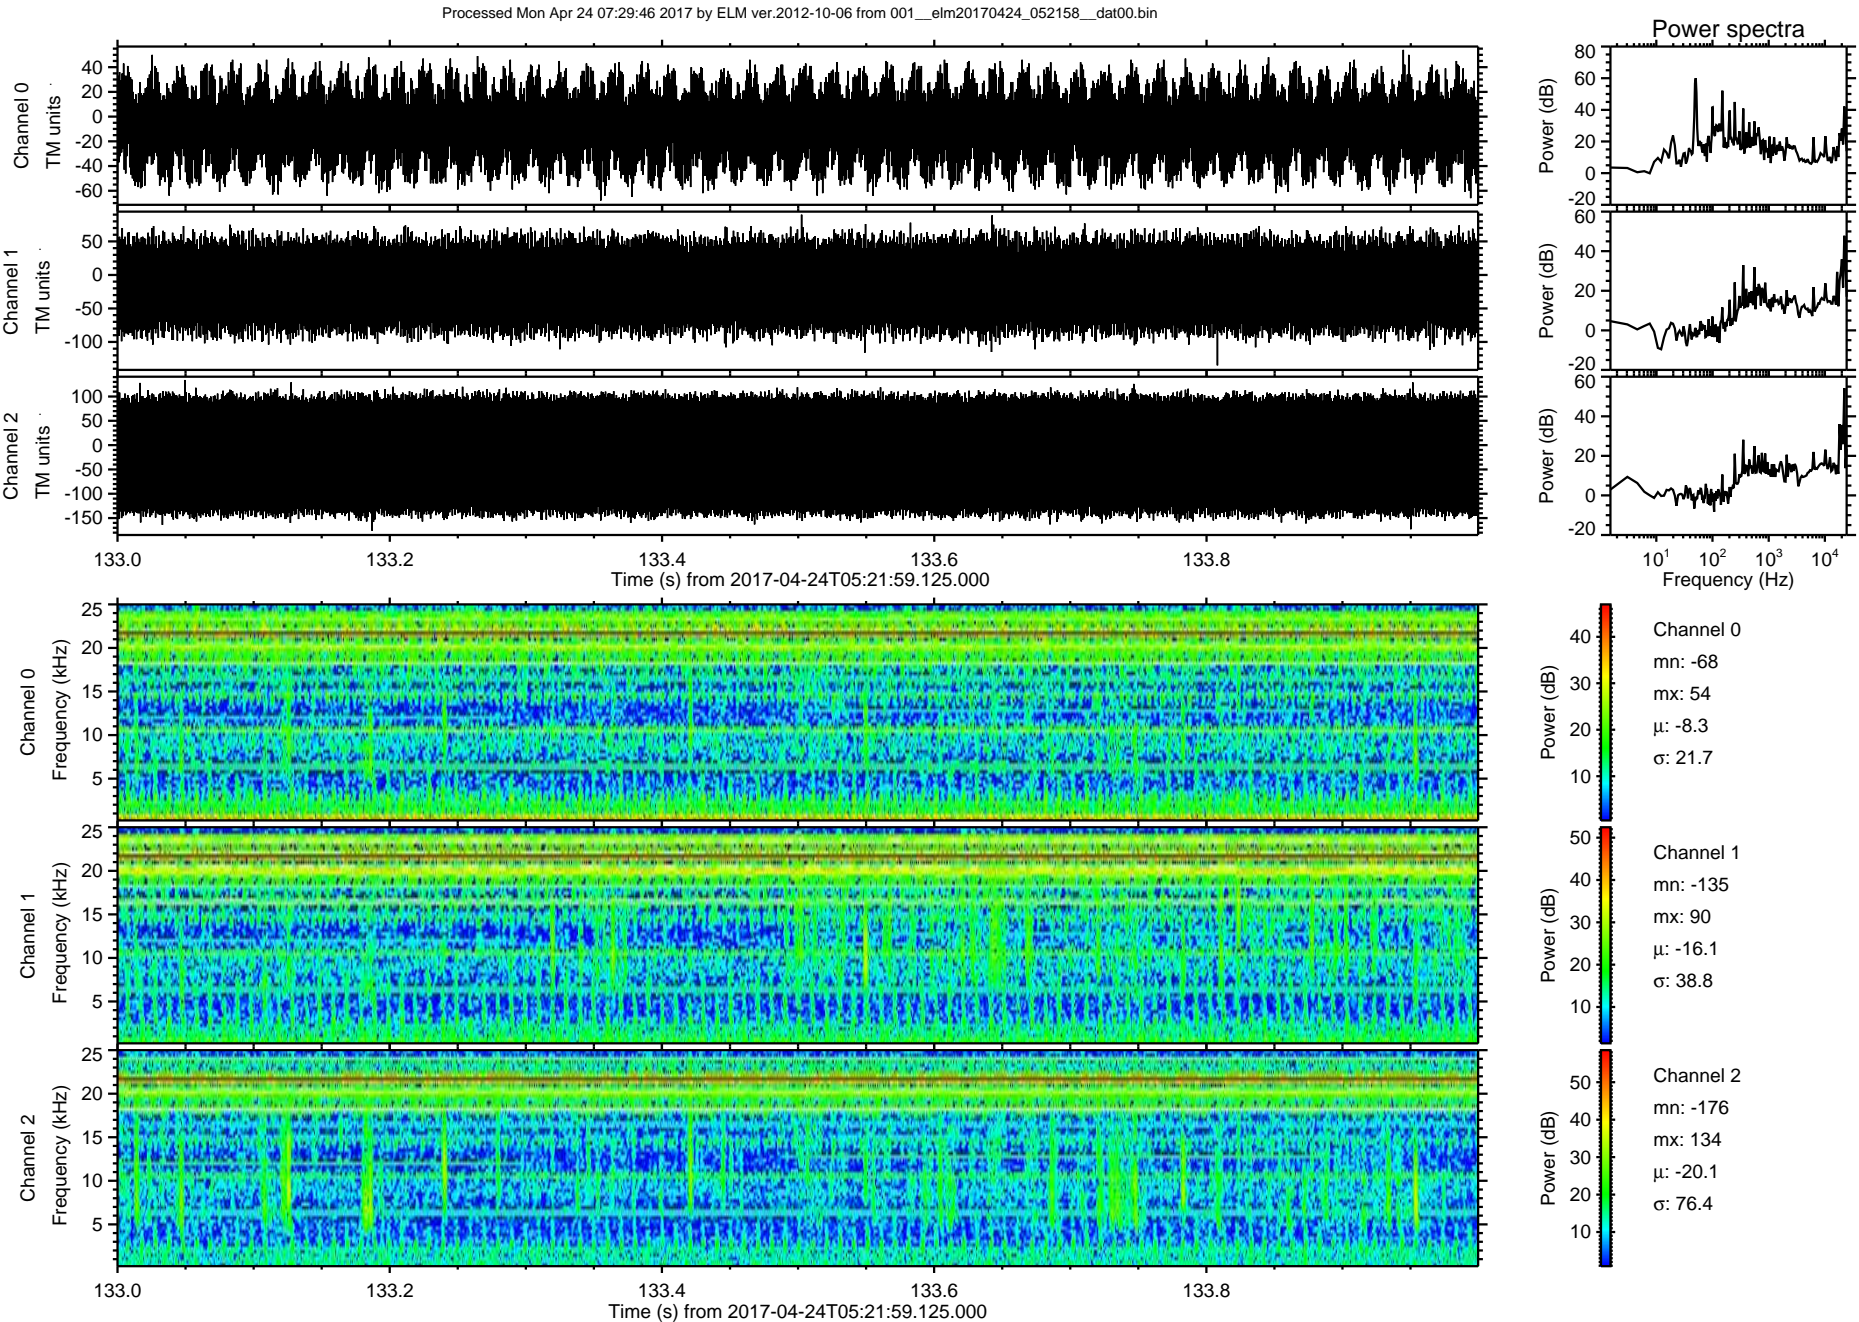 Processed Mon Apr 24 07:29:46 2017 by ELM ver.2012-10-06 from 001__elm20170424_052158__dat00.bin
Power spectra
Channel 0
TM units
40
20
0
-20
-40
-60
Power (dB)
80
60
40
20
0
-20
Channel 1
TM units
50
0
-50
-100
Power (dB)
60
40
20
0
-20
Channel 2
TM units
100
50
0
-50
-100
-150
Power (dB)
60
40
20
0
-20
133.0 133.2 133.4 133.6 133.8
Time (s) from 2017-04-24T05:21:59.125.000
10¹ 10² 10³ 10⁴
Frequency (Hz)
Channel 0
Frequency (kHz)
25
20
15
10
5
Power (dB)
40
30
20
10
Channel 0
mn: -68
mx: 54
μ: -8.3
σ: 21.7
Channel 1
Frequency (kHz)
25
20
15
10
5
Power (dB)
50
40
30
20
10
Channel 1
mn: -135
mx: 90
μ: -16.1
σ: 38.8
Channel 2
Frequency (kHz)
25
20
15
10
5
Power (dB)
50
40
30
20
10
Channel 2
mn: -176
mx: 134
μ: -20.1
σ: 76.4
133.0 133.2 133.4 133.6 133.8
Time (s) from 2017-04-24T05:21:59.125.000